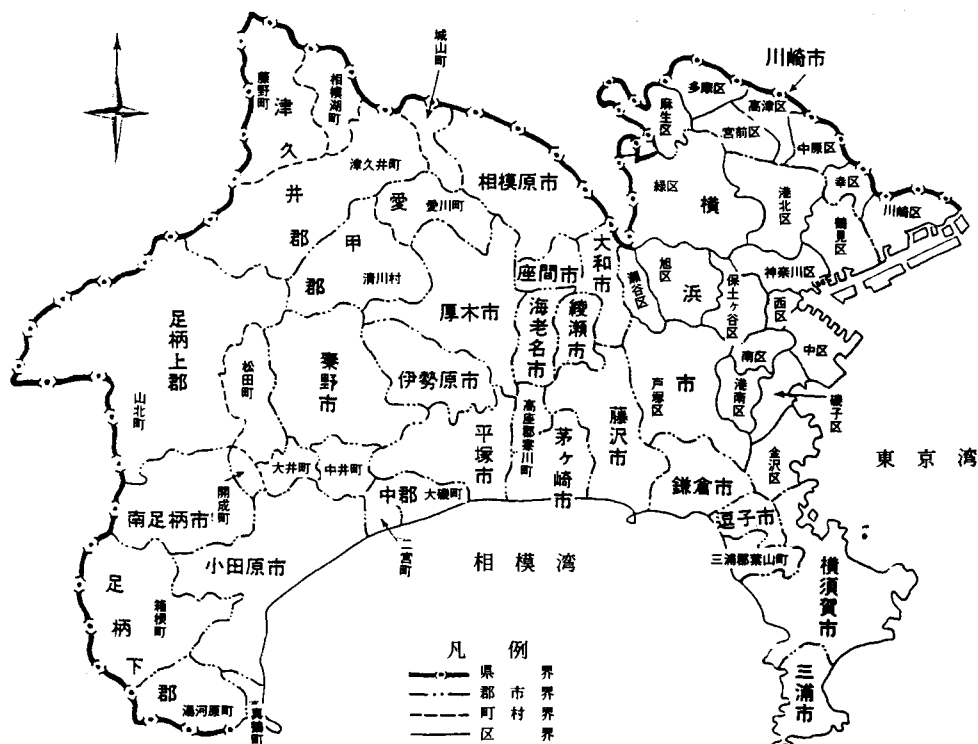 城山町
川崎市
藤野町
相模湖町
津久井郡
津久井町
相模原市
愛甲郡
愛川町
清川村
多摩区
高津区
麻生区
宮前区
中原区
幸区
川崎区
緑区
横浜市
港北区
鶴見区
神奈川区
大和市
瀬谷区
旭区
保土ヶ谷区
西区
中区
南区
港南区
磯子区
戸塚区
金沢区
座間市
海老名市
綾瀬市
厚木市
足柄上郡
山北町
松田町
秦野市
伊勢原市
平塚市
高座郡寒川町
茅ヶ崎市
藤沢市
鎌倉市
逗子市
三浦郡葉山町
横須賀市
三浦市
東京湾
大井町
中井町
中郡
大磯町
二宮町
開成町
南足柄市
小田原市
足柄下郡
箱根町
湯河原町
真鶴町
相模湾
凡例
県界
郡市界
町村界
区界